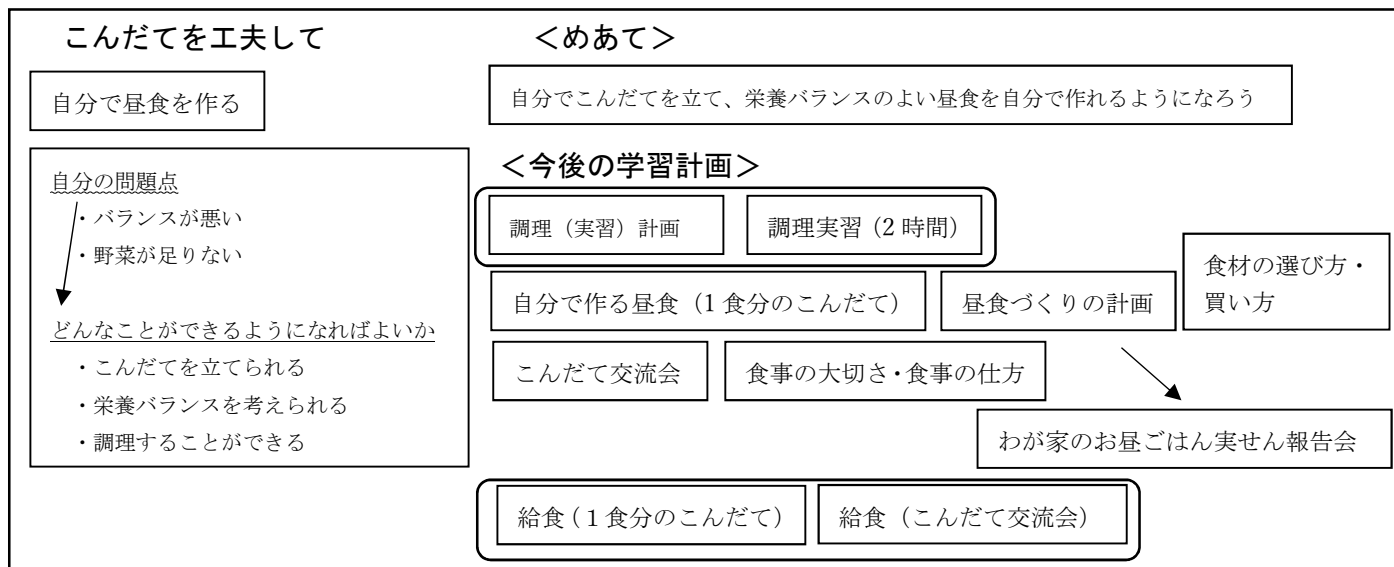 こんだてを工夫して
自分で昼食を作る
自分の問題点
・バランスが悪い
・野菜が足りない
どんなことができるようになればよいか
・こんだてを立てられる
・栄養バランスを考えられる
・調理することができる
＜めあて＞
自分でこんだてを立て、栄養バランスのよい昼食を自分で作れるようになろう
＜今後の学習計画＞
調理（実習）計画
調理実習（2 時間）
自分で作る昼食（1 食分のこんだて）
昼食づくりの計画
食材の選び方・
買い方
こんだて交流会
食事の大切さ・食事の仕方
わが家のお昼ごはん実せん報告会
給食（１食分のこんだて）
給食（こんだて交流会）